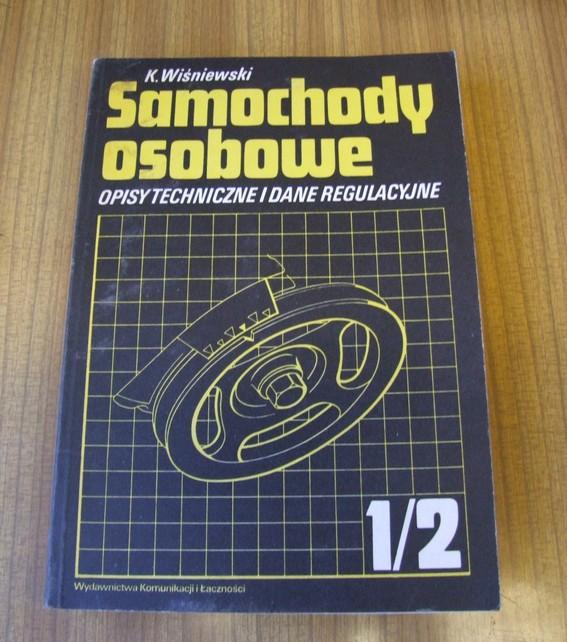 K. Wiśniewski
Samochody
osobowe
OPISY TECHNICZNE I DANE REGULACYJNE
1/2
Wydawnictwa Komunikacji i Łączności